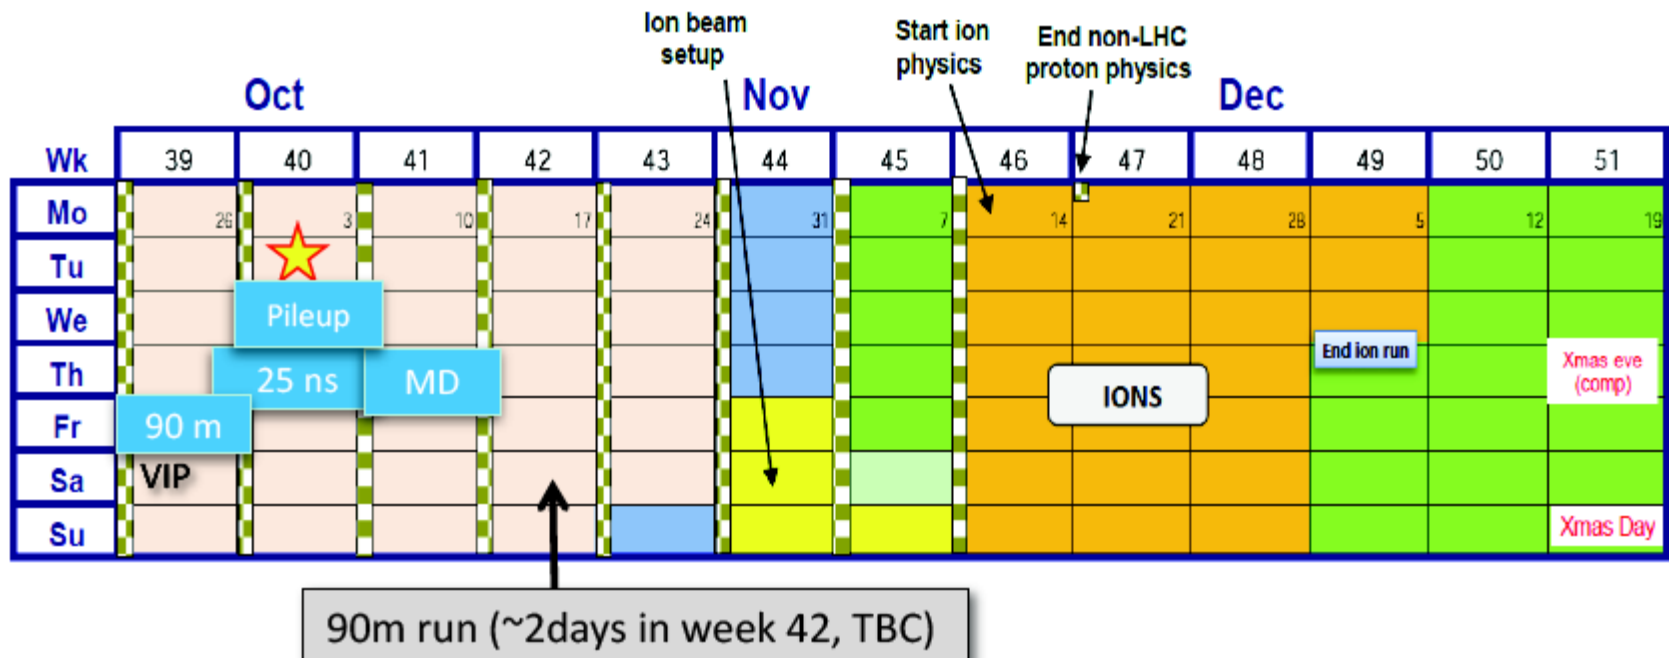 Ion beam
setup
Start ion
physics
End non-LHC
proton physics
Oct
Nov
Dec
Wk 39 40 41 42 43 44 45 46 47 48 49 50 51
Mo 26 3 10 17 24 31 7 14 21 28 5 12 19
Tu
We Pileup
Th 25 ns MD IONS End ion run Xmas eve
(comp)
Fr 90 m
Sa VIP
Su Xmas Day
90m run (~2days in week 42, TBC)